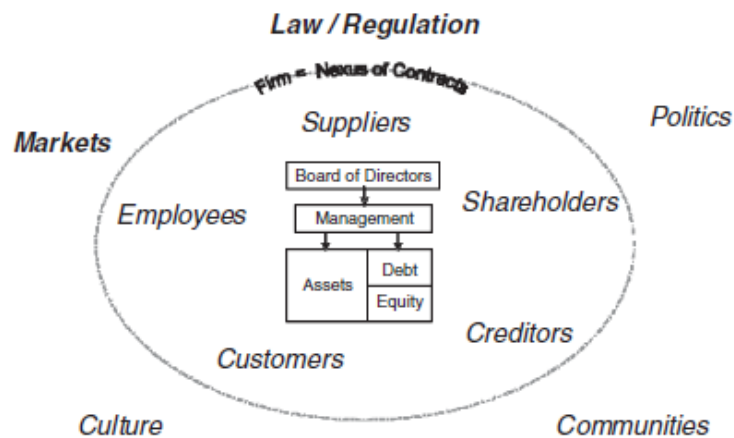 Law / Regulation
Firm = Nexus of Contracts
Suppliers
Politics
Markets
Board of Directors
Employees
Management
Shareholders
Assets
Debt
Equity
Creditors
Customers
Culture
Communities